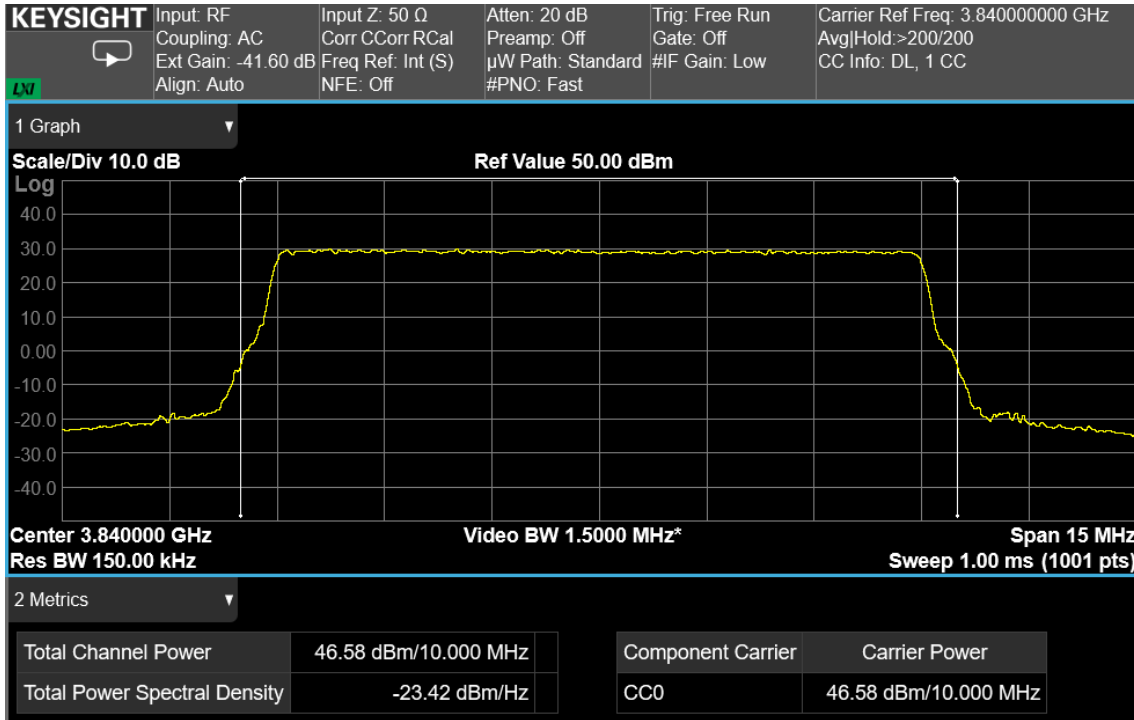 KEYSIGHT
LXI
Input: RF
Coupling: AC
Ext Gain: -41.60 dB
Align: Auto
Input Z: 50 Ω
Corr CCorr RCal
Freq Ref: Int (S)
NFE: Off
Atten: 20 dB
Preamp: Off
µW Path: Standard
#PNO: Fast
Trig: Free Run
Gate: Off
#IF Gain: Low
Carrier Ref Freq: 3.840000000 GHz
Avg|Hold:>200/200
CC Info: DL, 1 CC
1 Graph
Scale/Div 10.0 dB
Ref Value 50.00 dBm
Log
40.0
30.0
20.0
10.0
0.00
-10.0
-20.0
-30.0
-40.0
Center 3.840000 GHz
Video BW 1.5000 MHz*
Span 15 MHz
Res BW 150.00 kHz
Sweep 1.00 ms (1001 pts)
2 Metrics
Total Channel Power 46.58 dBm/10.000 MHz
Total Power Spectral Density -23.42 dBm/Hz
Component Carrier Carrier Power
CC0 46.58 dBm/10.000 MHz